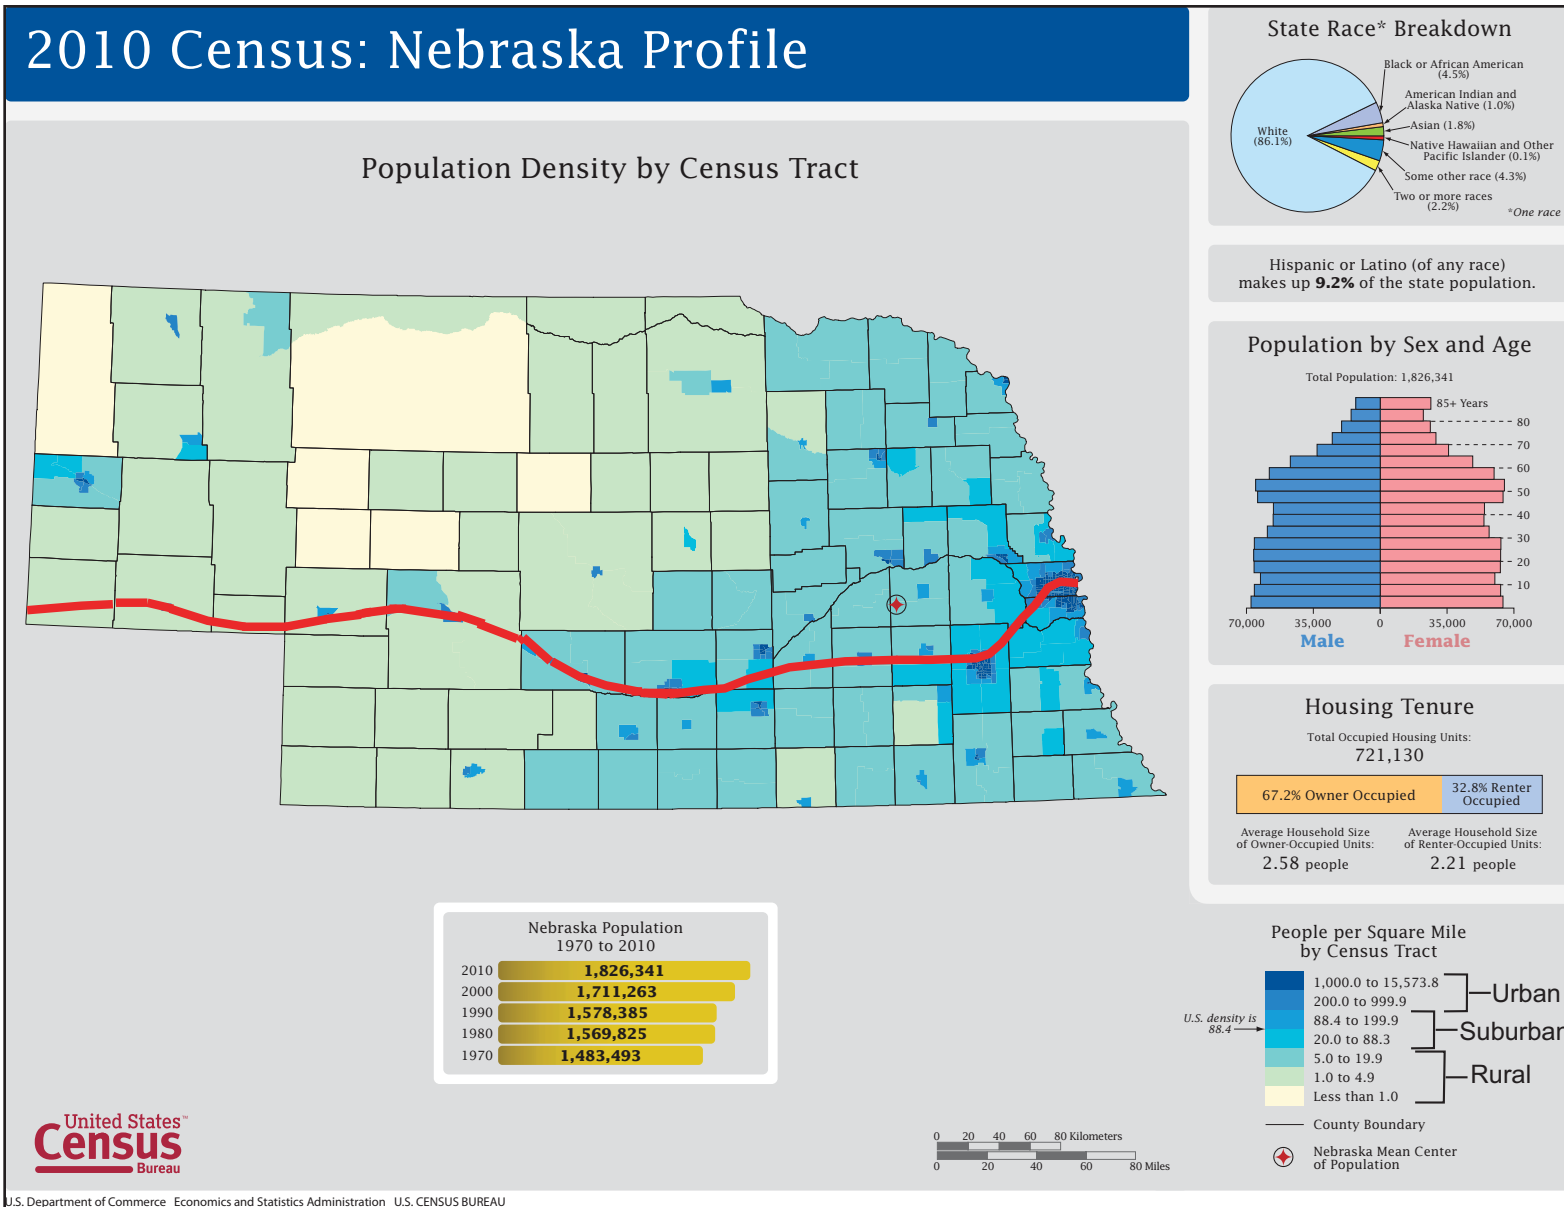 2010 Census: Nebraska Profile
Population Density by Census Tract
State Race* Breakdown
Black or African American
(4.5%)
American Indian and
Alaska Native (1.0%)
Asian (1.8%)
White
(86.1%)
Native Hawaiian and Other
Pacific Islander (0.1%)
Some other race (4.3%)
Two or more races
(2.2%)
*One race
Hispanic or Latino (of any race)
makes up 9.2% of the state population.
Population by Sex and Age
Total Population: 1,826,341
85+ Years
80
70
60
50
40
30
20
10
70,000 35,000 0 35,000 70,000
Male Female
Housing Tenure
Total Occupied Housing Units:
721,130
67.2% Owner Occupied
32.8% Renter
Occupied
Average Household Size
of Owner-Occupied Units:
2.58 people
Average Household Size
of Renter-Occupied Units:
2.21 people
Nebraska Population
1970 to 2010
2010 1,826,341
2000 1,711,263
1990 1,578,385
1980 1,569,825
1970 1,483,493
People per Square Mile
by Census Tract
1,000.0 to 15,573.8
200.0 to 999.9
88.4 to 199.9
20.0 to 88.3
5.0 to 19.9
1.0 to 4.9
Less than 1.0
U.S. density is
88.4
Urban
Suburban
Rural
County Boundary
Nebraska Mean Center
of Population
0 20 40 60 80 Kilometers
0 20 40 60 80 Miles
United States™
Census
Bureau
U.S. Department of Commerce Economics and Statistics Administration U.S. CENSUS BUREAU